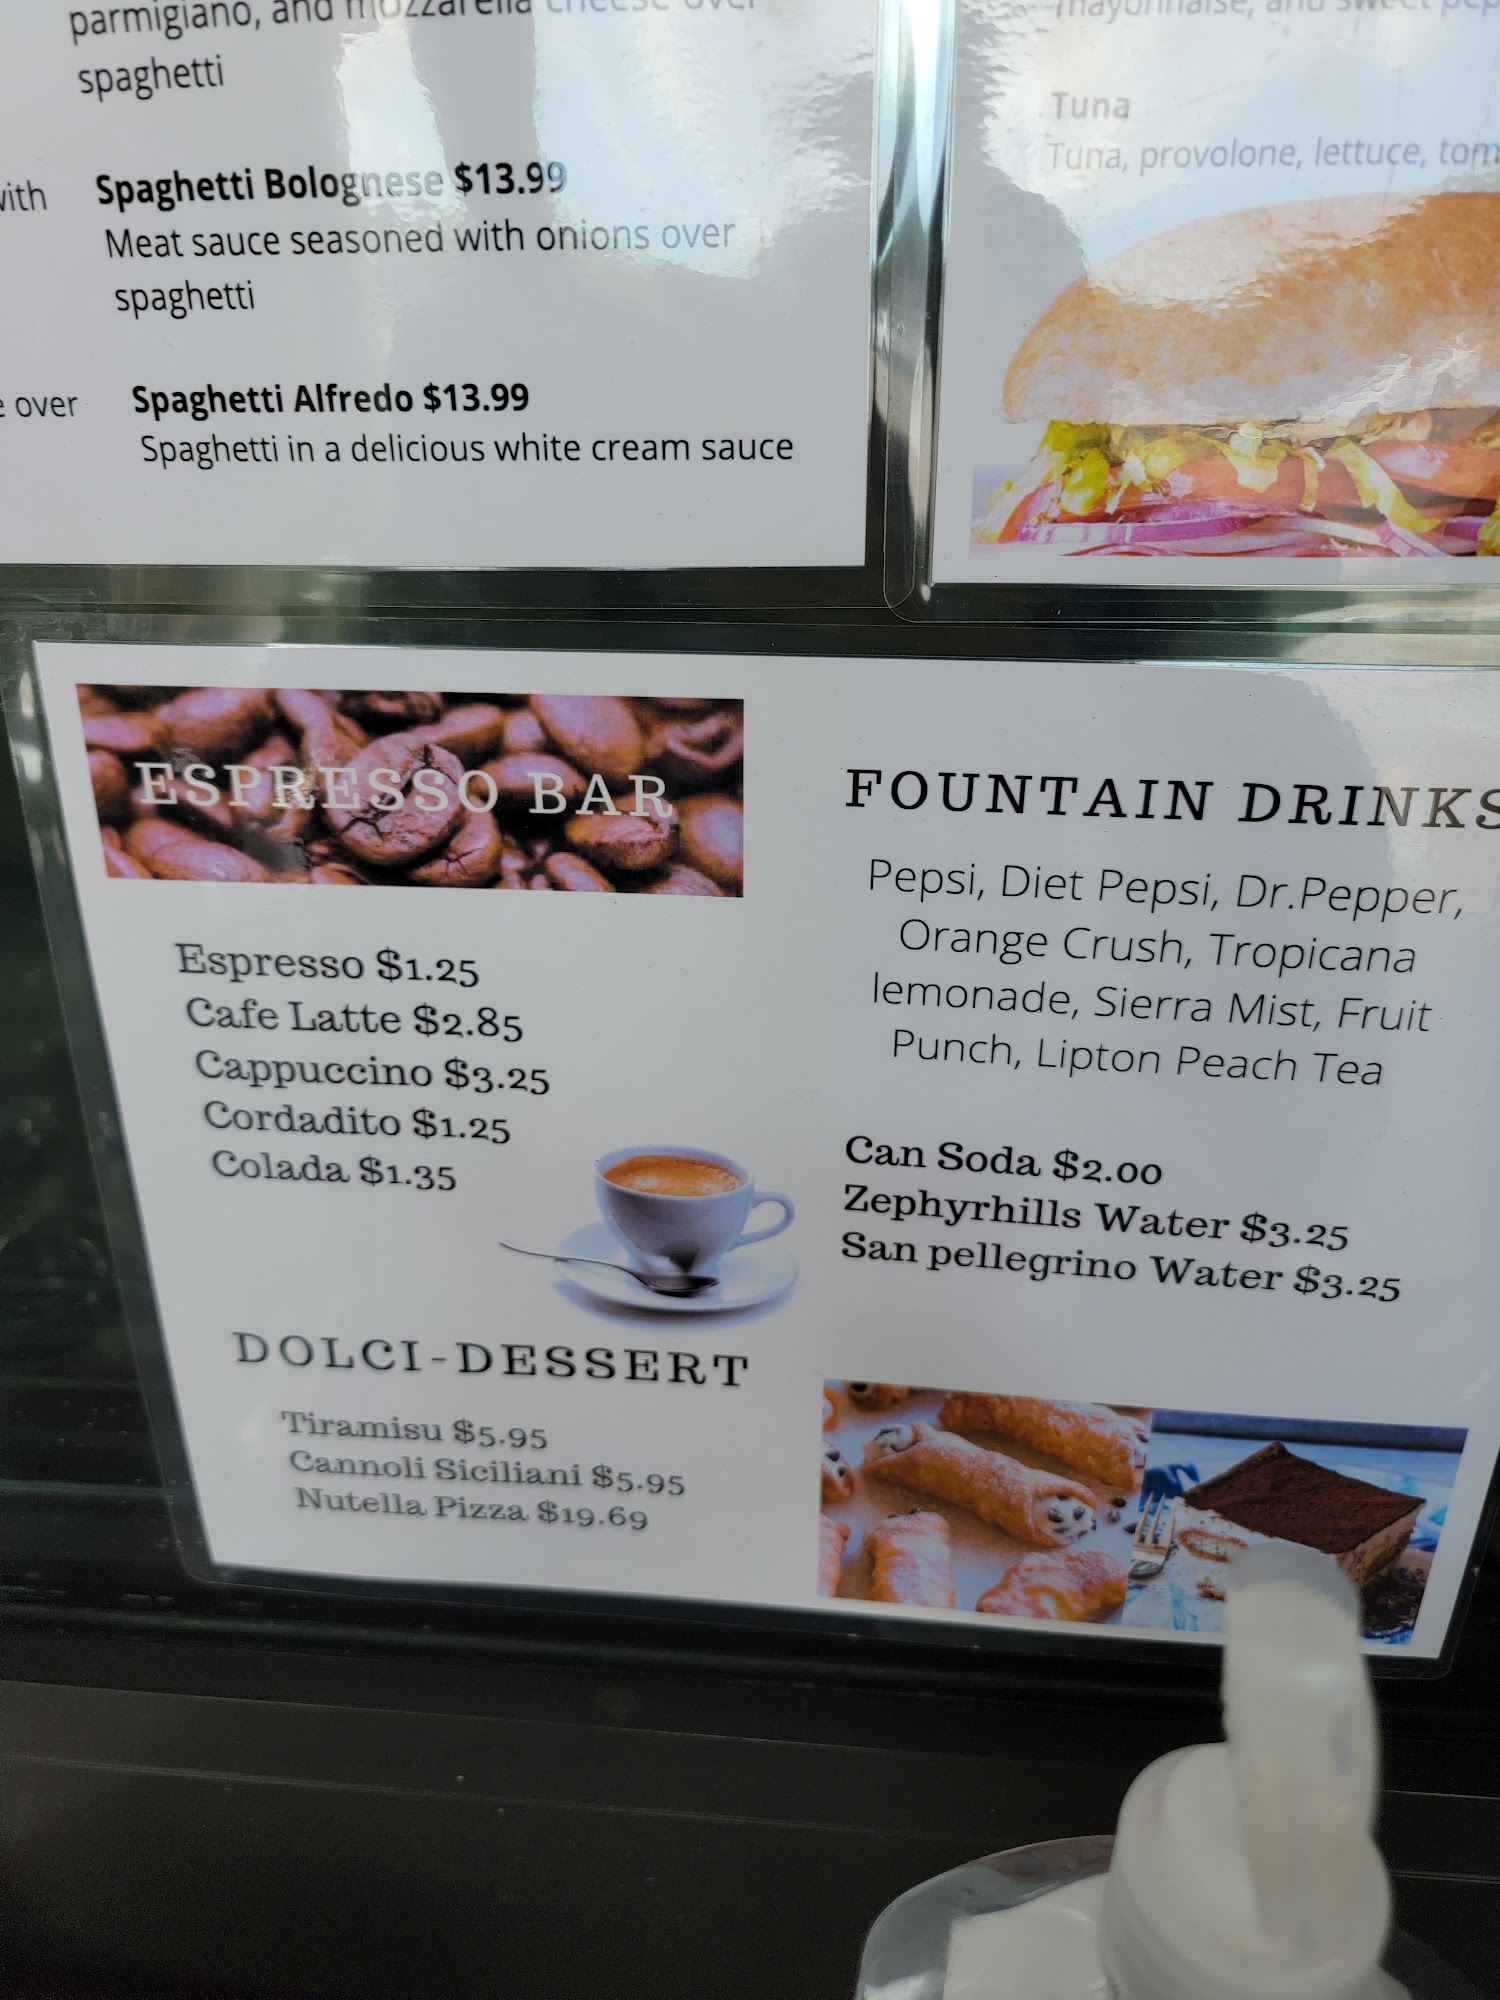 parmigiano, and mozzarella cheese over
spaghetti
with
Spaghetti Bolognese $13.99
Meat sauce seasoned with onions over
spaghetti
over
Spaghetti Alfredo $13.99
Spaghetti in a delicious white cream sauce
mayonnaise, and sweet
Tuna
Tuna, provolone, lettuce,
ESPRESSO BAR
Espresso $1.25
Cafe Latte $2.85
Cappuccino $3.25
Cordadito $1.25
Colada $1.35
DOLCI-DESSERT
Tiramisu $5.95
Cannoli Siciliani $5.95
Nutella Pizza $19.69
FOUNTAIN DRINKS
Pepsi, Diet Pepsi, Dr.Pepper,
Orange Crush, Tropicana
lemonade, Sierra Mist, Fruit
Punch, Lipton Peach Tea
Can Soda $2.00
Zephyrhills Water $3.25
San pellegrino Water $3.25